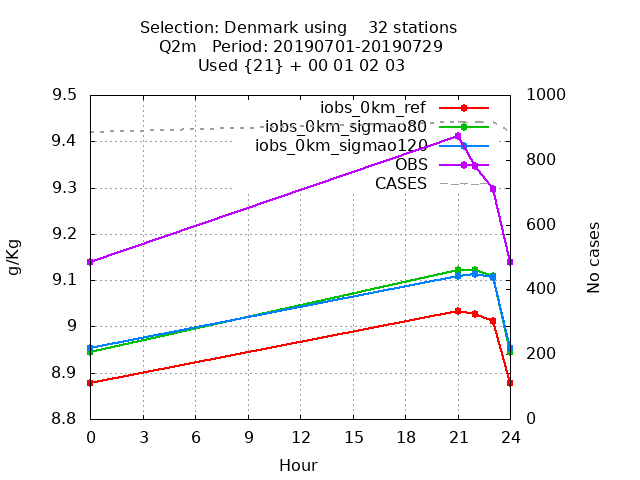 Selection: Denmark using 32 stations
Q2m Period: 20190701-20190729
Used {21} + 00 01 02 03
9.5
9.4
9.3
9.2
9.1
9
8.9
8.8
g/Kg
1000
800
600
400
200
0
No cases
iobs_0km_ref
iobs_0km_sigmao80
iobs_0km_sigmao120
OBS
CASES
0 3 6 9 12 15 18 21 24
Hour